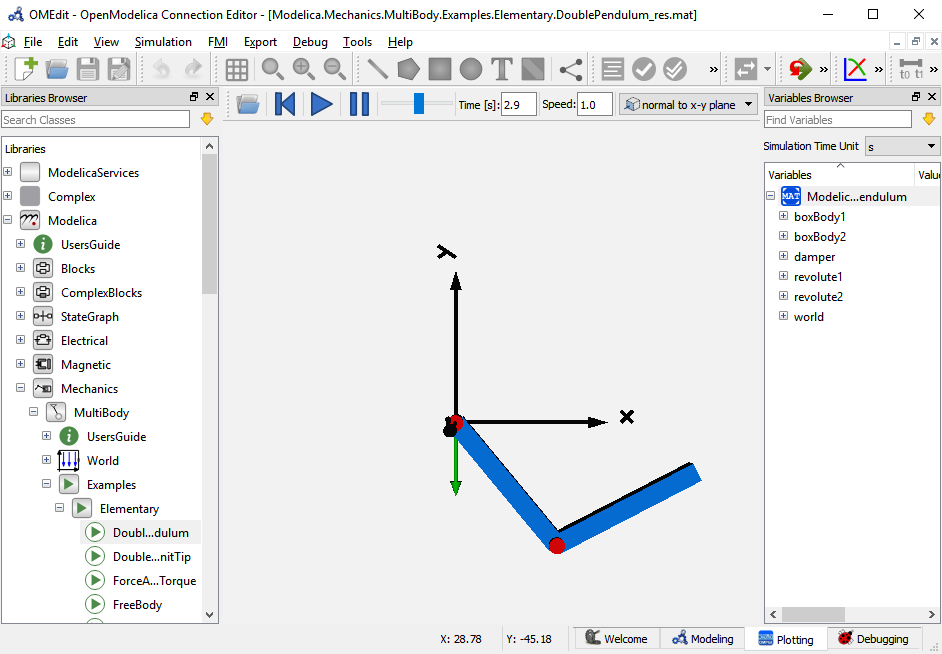 OMEdit - OpenModelica Connection Editor - [Modelica.Mechanics.MultiBody.Examples.Elementary.DoublePendulum_res.mat]
File Edit View Simulation FMI Export Debug Tools Help
» » » to t1 »
Libraries Browser
Search Classes
Libraries
ModelicaServices
Complex
Modelica
UsersGuide
Blocks
ComplexBlocks
StateGraph
Electrical
Magnetic
Mechanics
MultiBody
UsersGuide
World
Examples
Elementary
Doubl...dulum
Double...nitTip
ForceA...Torque
FreeBody
Time [s]: 2.9 Speed: 1.0 normal to x-y plane
y
x
Variables Browser
Find Variables
Simulation Time Unit s
Variables Valu
MAT Modelic...endulum
boxBody1
boxBody2
damper
revolute1
revolute2
world
X: 28.78 Y: -45.18 Welcome Modeling Plotting Debugging